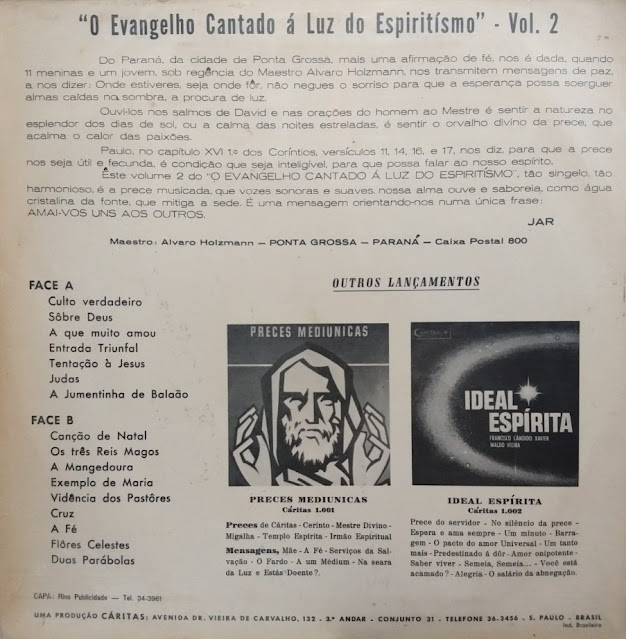 "O Evangelho Cantado á Luz do Espiritísmo" - Vol. 2
Do Paraná, da cidade de Ponta Grossa, mais uma afirmação de fé, nos é dada, quando
11 meninas e um jovem, sob regência do Maestro Alvaro Holzmann, nos transmitem mensagens de paz,
a nos dizer: Onde estiveres, seja onde fôr, não negues o sorriso para que a esperança possa soerguer
almas caídas na sombra, a procura de luz.
Ouvi-los nos salmos de David e nas orações do homem ao Mestre é sentir a natureza no
esplendor dos dias de sol, ou a calma das noites estreladas, é sentir o orvalho divino da prece, que
acalma o calor das paixões.
Paulo, no capítulo XVI 1.º dos Coríntios, versículos 11, 14, 16, e 17, nos diz, para que a prece
nos seja útil e fecunda, é condição que seja inteligível, para que possa falar ao nosso espírito.
Êste volume 2 do "O EVANGELHO CANTADO Á LUZ DO ESPIRITÍSMO", tão singelo, tão
harmonioso, é a prece musicada, que vozes sonoras e suaves, nossa alma ouve e saboreia, como água
cristalina da fonte, que mitiga a sede. É uma mensagem orientando-nos numa única frase:
AMAI-VOS UNS AOS OUTROS.
JAR
Maestro: Alvaro Holzmann — PONTA GROSSA — PARANÁ — Caixa Postal 800
FACE A
Culto verdadeiro
Sôbre Deus
A que muito amou
Entrada Triunfal
Tentação à Jesus
Judas
A Jumentinha de Balaão
FACE B
Canção de Natal
Os três Reis Magos
A Mangedoura
Exemplo de Maria
Vidência dos Pastôres
Cruz
A Fé
Flôres Celestes
Duas Parábolas
OUTROS LANÇAMENTOS
PRECES MEDIUNICAS
PRECES MEDIUNICAS
Cáritas 1.001
Preces de Cáritas - Cerinto - Mestre Divino -
Migalha - Templo Espírita - Irmão Espiritual
Mensagens, Mãe - A Fé - Serviços da Sal-
vação - O Fardo - A um Médium - Na seara
da Luz e Estás Doente?.
IDEAL
ESPÍRITA
FRANCISCO CÂNDIDO XAVIER
WALDO VIEIRA
IDEAL ESPÍRITA
Cáritas 1.002
Prece do servidor - No silêncio da prece -
Espera e ama sempre - Um minuto - Barra-
gem - O pacto do amor Universal - Um tanto
mais - Predestinado á dôr - Amor onipotente -
Saber viver - Semeia, Semeia... - Você está
acamado? - Alegria - O salário da abnegação.
CAPA: Rino Publicidade — Tel. 34-3961
UMA PRODUÇÃO CÁRITAS: AVENIDA DR. VIEIRA DE CARVALHO, 132 - 3.º ANDAR - CONJUNTO 31 - TELEFONE 36-3456 - S. PAULO - BRASIL
Ind. Brasileira